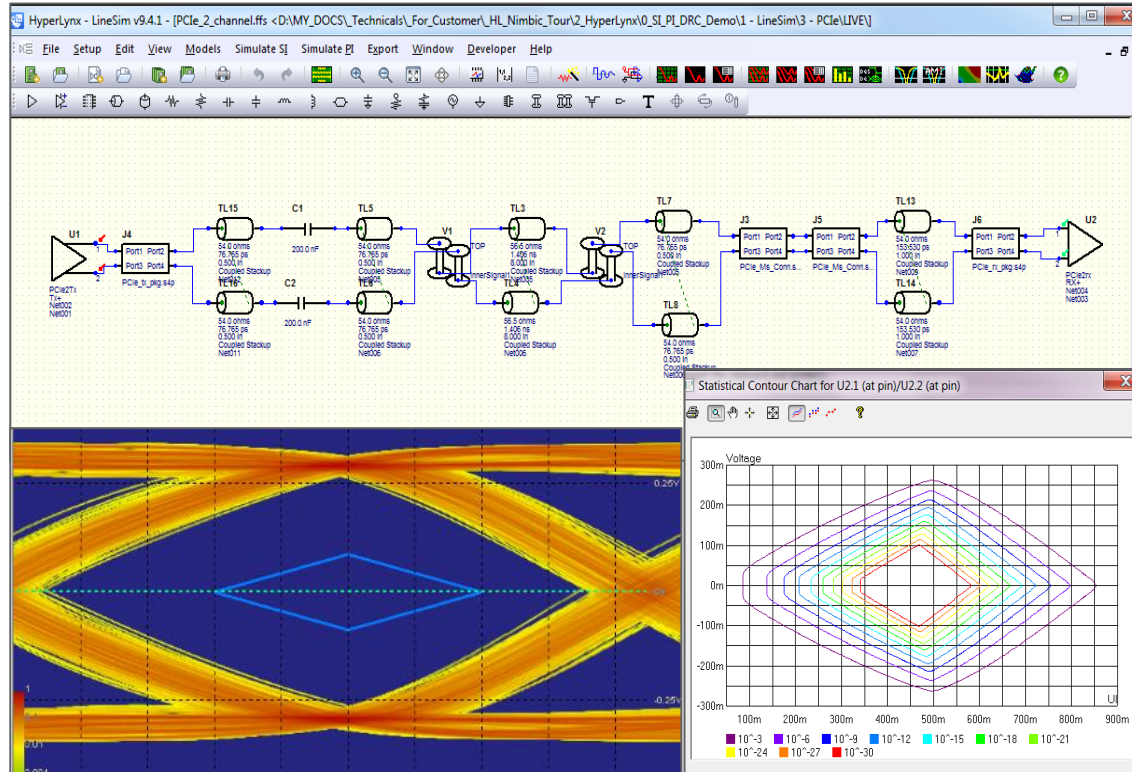 HyperLynx - LineSim v9.4.1 - [PCIe_2_channel.ffs <D:\MY_DOCS\_Technicals\_For_Customer\_HL_Nimbic_Tour\2_HyperLynx\0_SI_PI_DRC_Demo\1 - LineSim\3 - PCIe\LIVE\]
File Setup Edit View Models Simulate SI Simulate PI Export Window Developer Help
U1
1
2
PCIe2Tx
Tx+
Net002
Net001
J4
Port1 Port2
Port3 Port4
PCIe_tx_pkg.s4p
TL15
54.0 ohms
76.765 ps
0.500 in
Coupled Stackup
TL16
54.0 ohms
76.765 ps
0.500 in
Coupled Stackup
Net011
C1
200.0 nF
C2
200.0 nF
TL5
54.0 ohms
76.765 ps
0.500 in
Coupled Stackup
TL6
54.0 ohms
76.765 ps
0.500 in
Coupled Stackup
Net006
V1
TOP
InnerSignal1
TL3
56.5 ohms
1.406 ns
8.000 in
Coupled Stackup
TL4
56.5 ohms
1.406 ns
8.000 in
Coupled Stackup
Net006
V2
TOP
TL7
54.0 ohms
76.765 ps
0.500 in
Coupled Stackup
Net005
TL8
54.0 ohms
76.765 ps
0.500 in
Coupled Stackup
J3
Port1 Port2
Port3 Port4
PCIe_Ms_Conn.s...
J5
Port1 Port2
Port3 Port4
PCIe_Ms_Conn.s...
TL13
54.0 ohms
153.530 ps
1.000 in
Coupled Stackup
Net009
TL14
54.0 ohms
153.530 ps
1.000 in
Coupled Stackup
Net007
J6
Port1 Port2
Port3 Port4
PCIe_rx_pkg.s4p
U2
1
2
PCIe2rx
RX+
Net004
Net003
0.25V
-0.25V
1
0.01
0.001
Statistical Contour Chart for U2.1 (at pin)/U2.2 (at pin)
Voltage
300m
200m
100m
0m
-100m
-200m
-300m
UI
100m 200m 300m 400m 500m 600m 700m 800m 900m
10^-3 10^-6 10^-9 10^-12 10^-15 10^-18 10^-21
10^-24 10^-27 10^-30